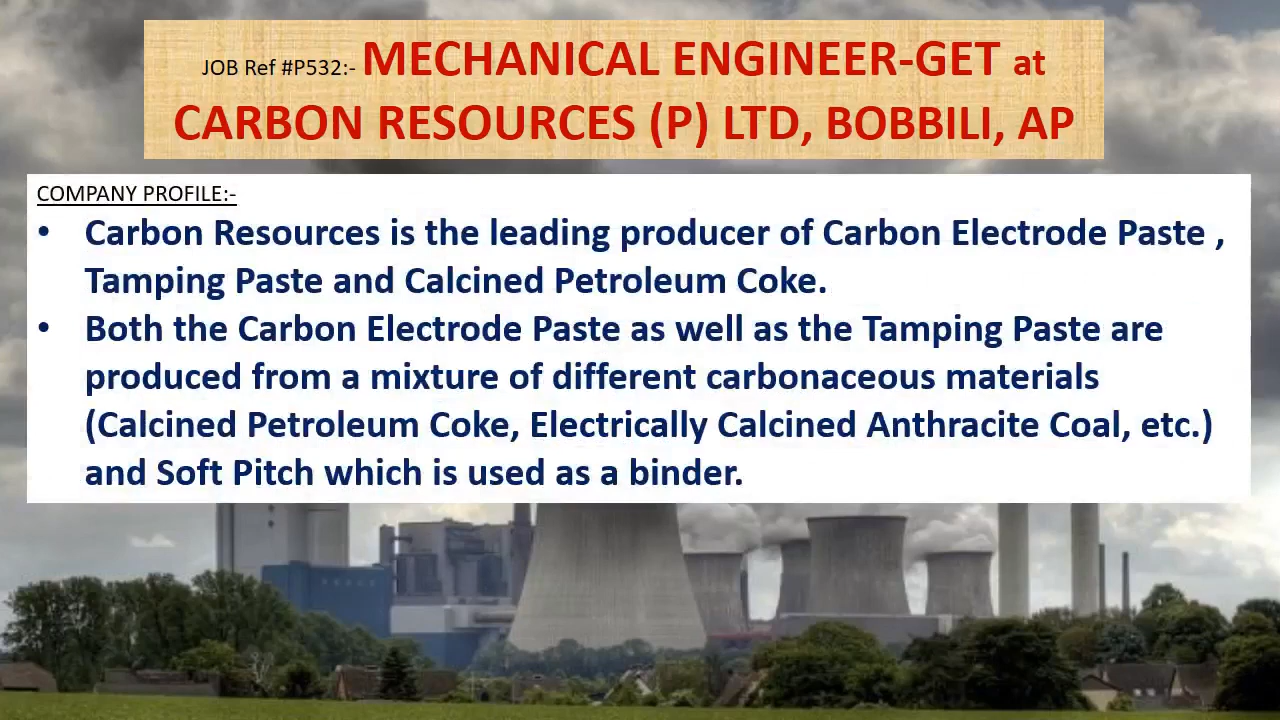 JOB Ref #P532:- MECHANICAL ENGINEER-GET at
CARBON RESOURCES (P) LTD, BOBBILI, AP
COMPANY PROFILE:-
• Carbon Resources is the leading producer of Carbon Electrode Paste ,
Tamping Paste and Calcined Petroleum Coke.
• Both the Carbon Electrode Paste as well as the Tamping Paste are
produced from a mixture of different carbonaceous materials
(Calcined Petroleum Coke, Electrically Calcined Anthracite Coal, etc.)
and Soft Pitch which is used as a binder.